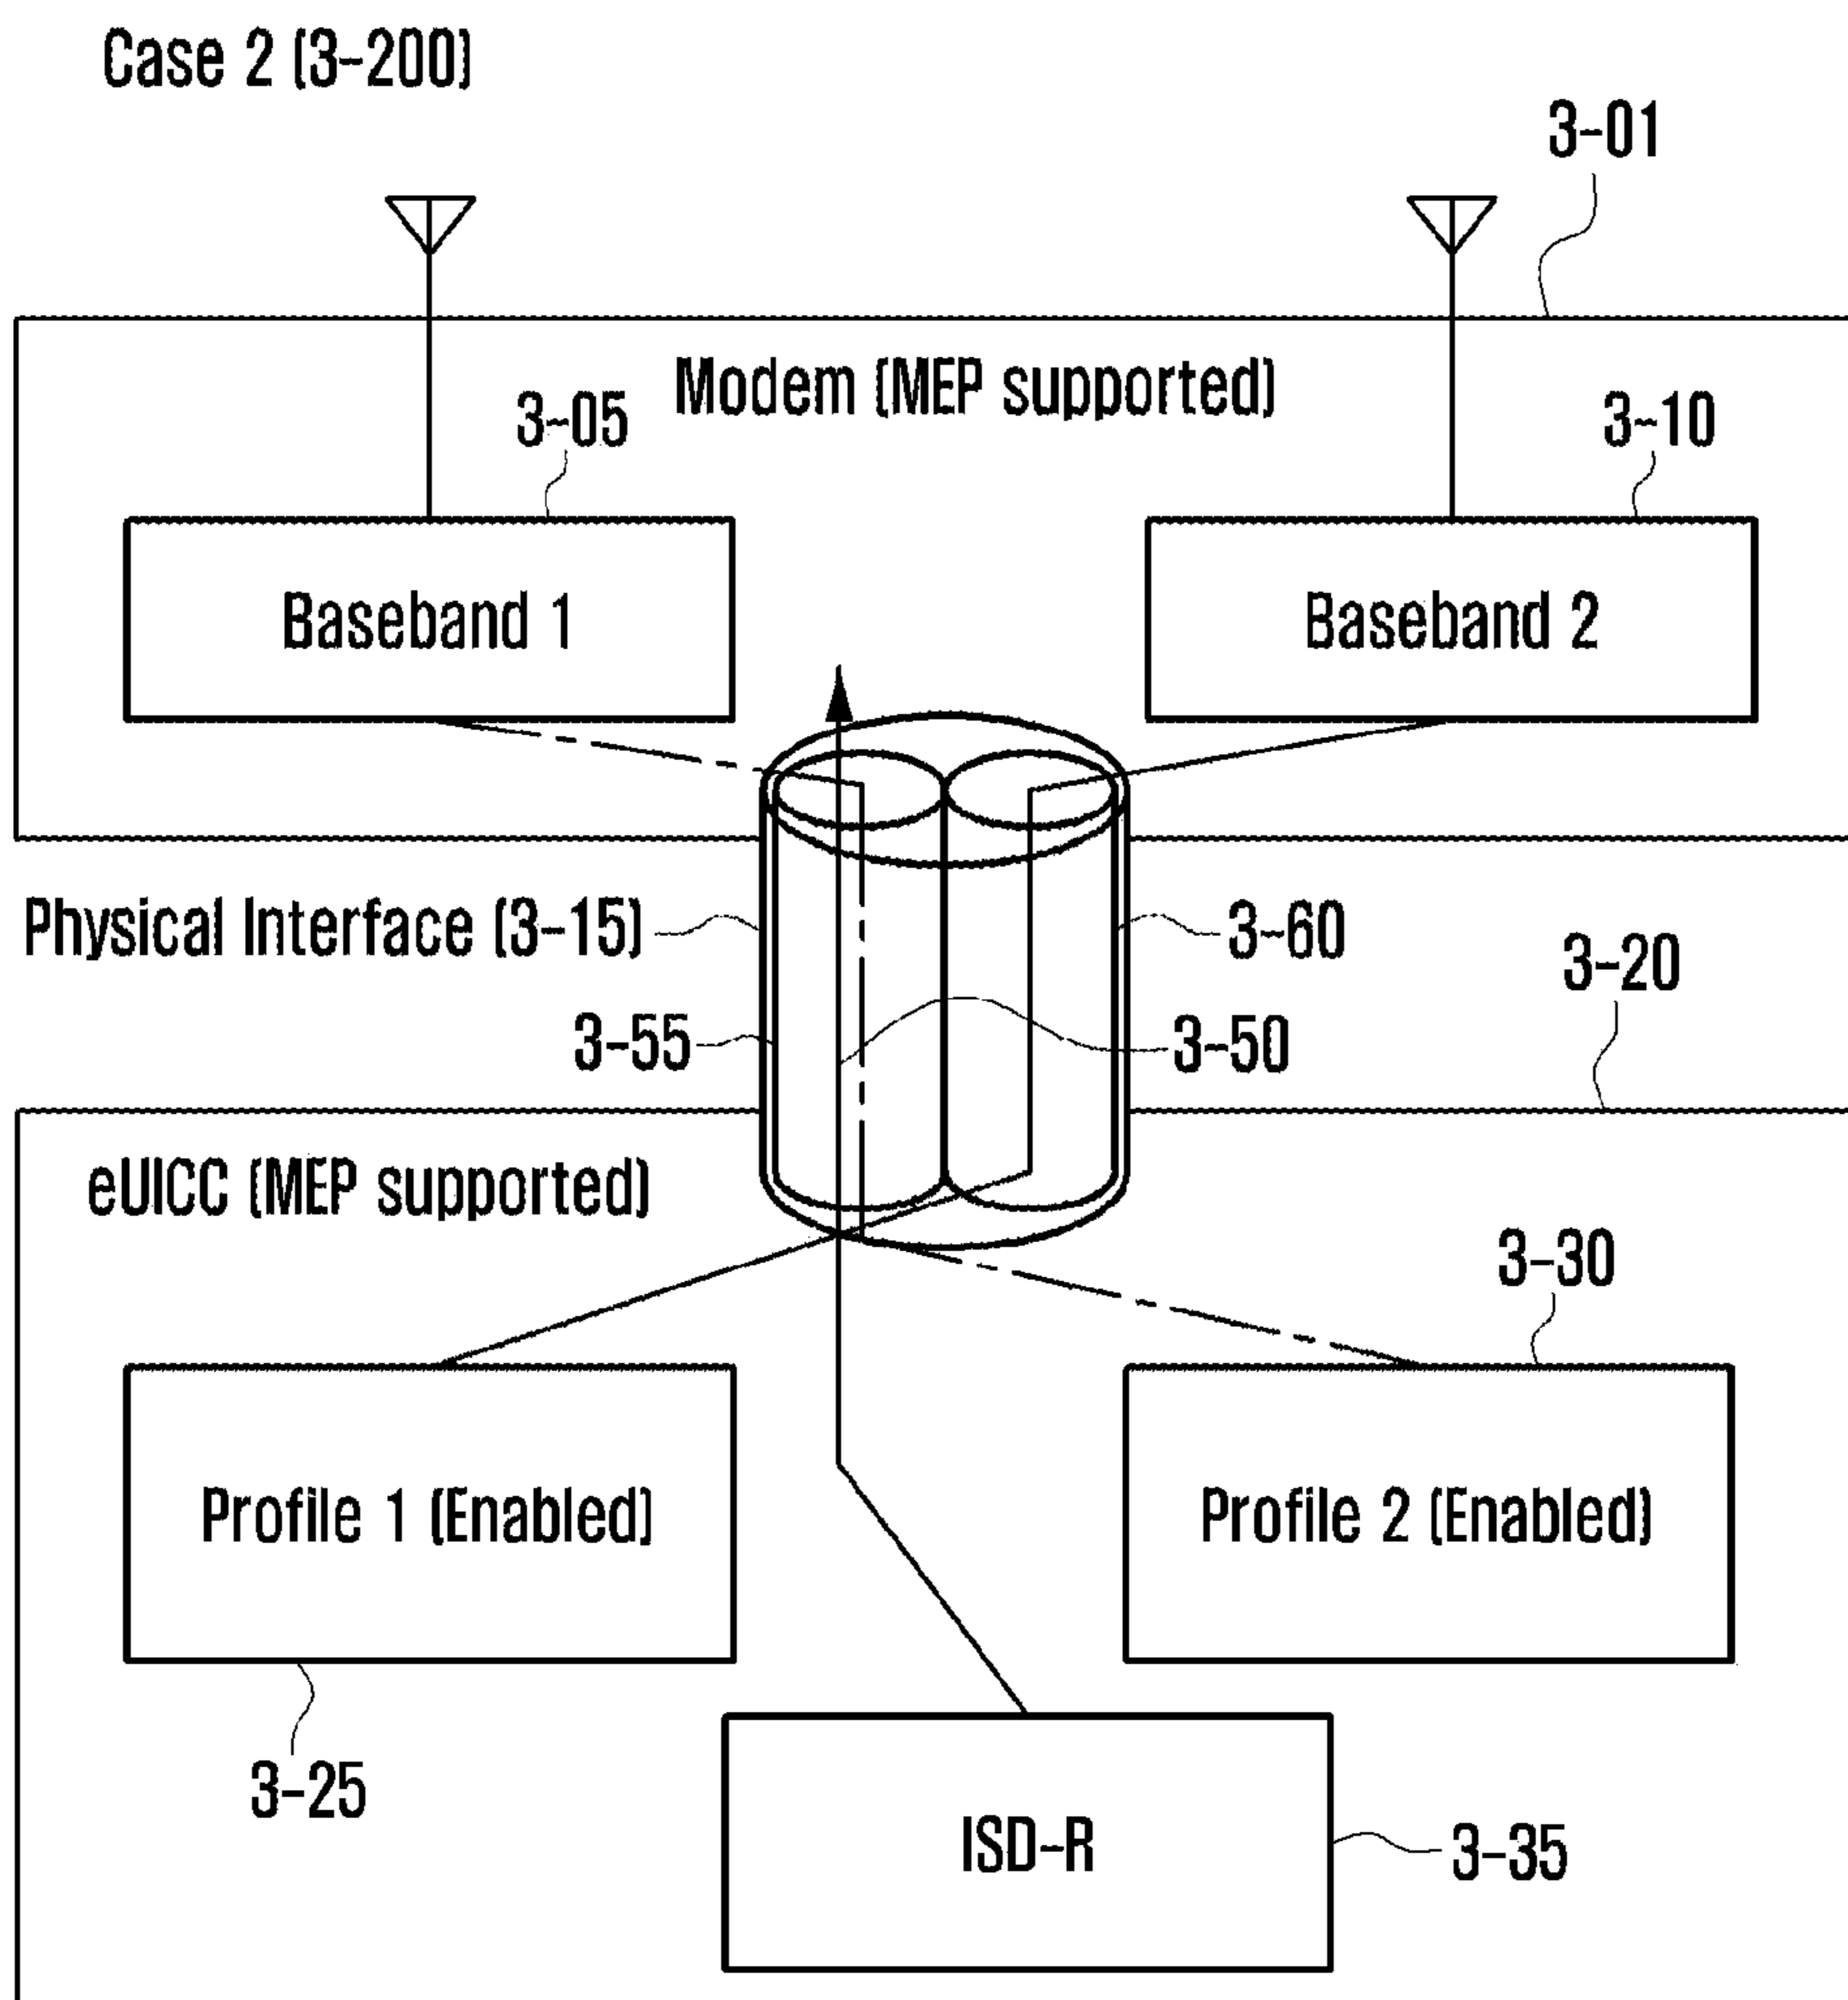 Case 2 (3-200)
3-01
Modem (MEP supported)
3-05
3-10
Baseband 1
Baseband 2
Physical Interface (3-15)
3-60
3-20
3-55
3-50
eUICC (MEP supported)
3-30
Profile 1 (Enabled)
Profile 2 (Enabled)
3-25
ISD-R
3-35